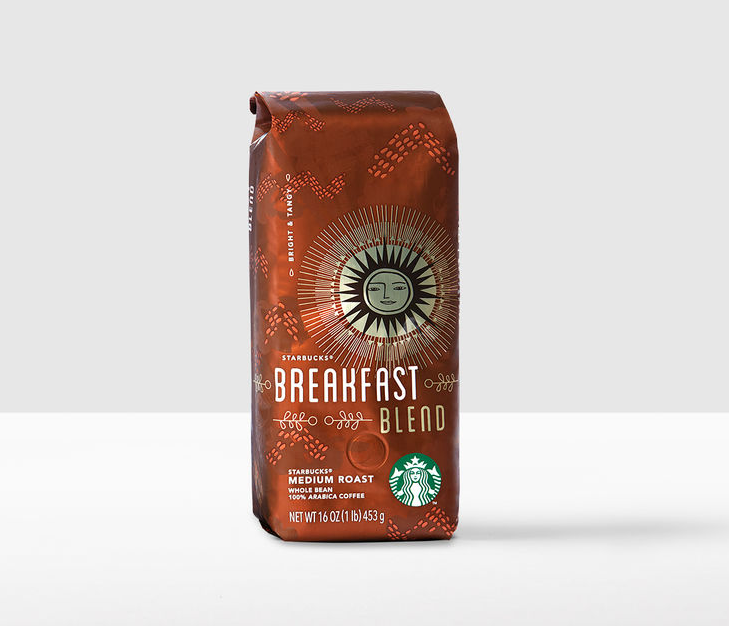 BLEND
BRIGHT & TANGY
STARBUCKS®
BREAKFAST
BLEND
STARBUCKS®
MEDIUM ROAST
WHOLE BEAN
100% ARABICA COFFEE
NET WT 16 OZ (1 lb) 453 g
TM